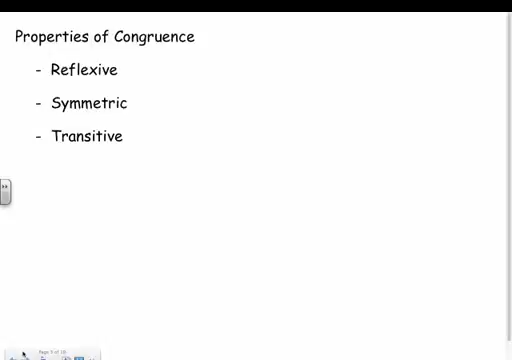 Properties of Congruence
- Reflexive
- Symmetric
- Transitive